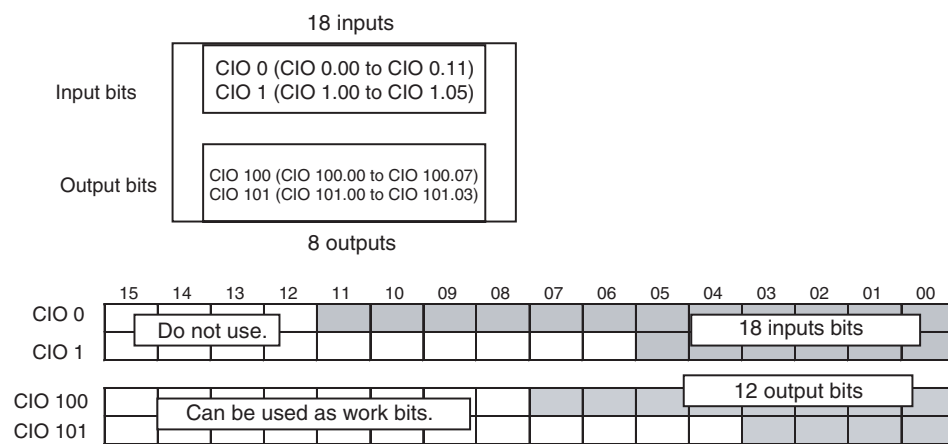 18 inputs
Input bits
CIO 0 (CIO 0.00 to CIO 0.11)
CIO 1 (CIO 1.00 to CIO 1.05)
Output bits
CIO 100 (CIO 100.00 to CIO 100.07)
CIO 101 (CIO 101.00 to CIO 101.03)
8 outputs
15 14 13 12 11 10 09 08 07 06 05 04 03 02 01 00
CIO 0
Do not use.
18 inputs bits
CIO 1
CIO 100
12 output bits
Can be used as work bits.
CIO 101